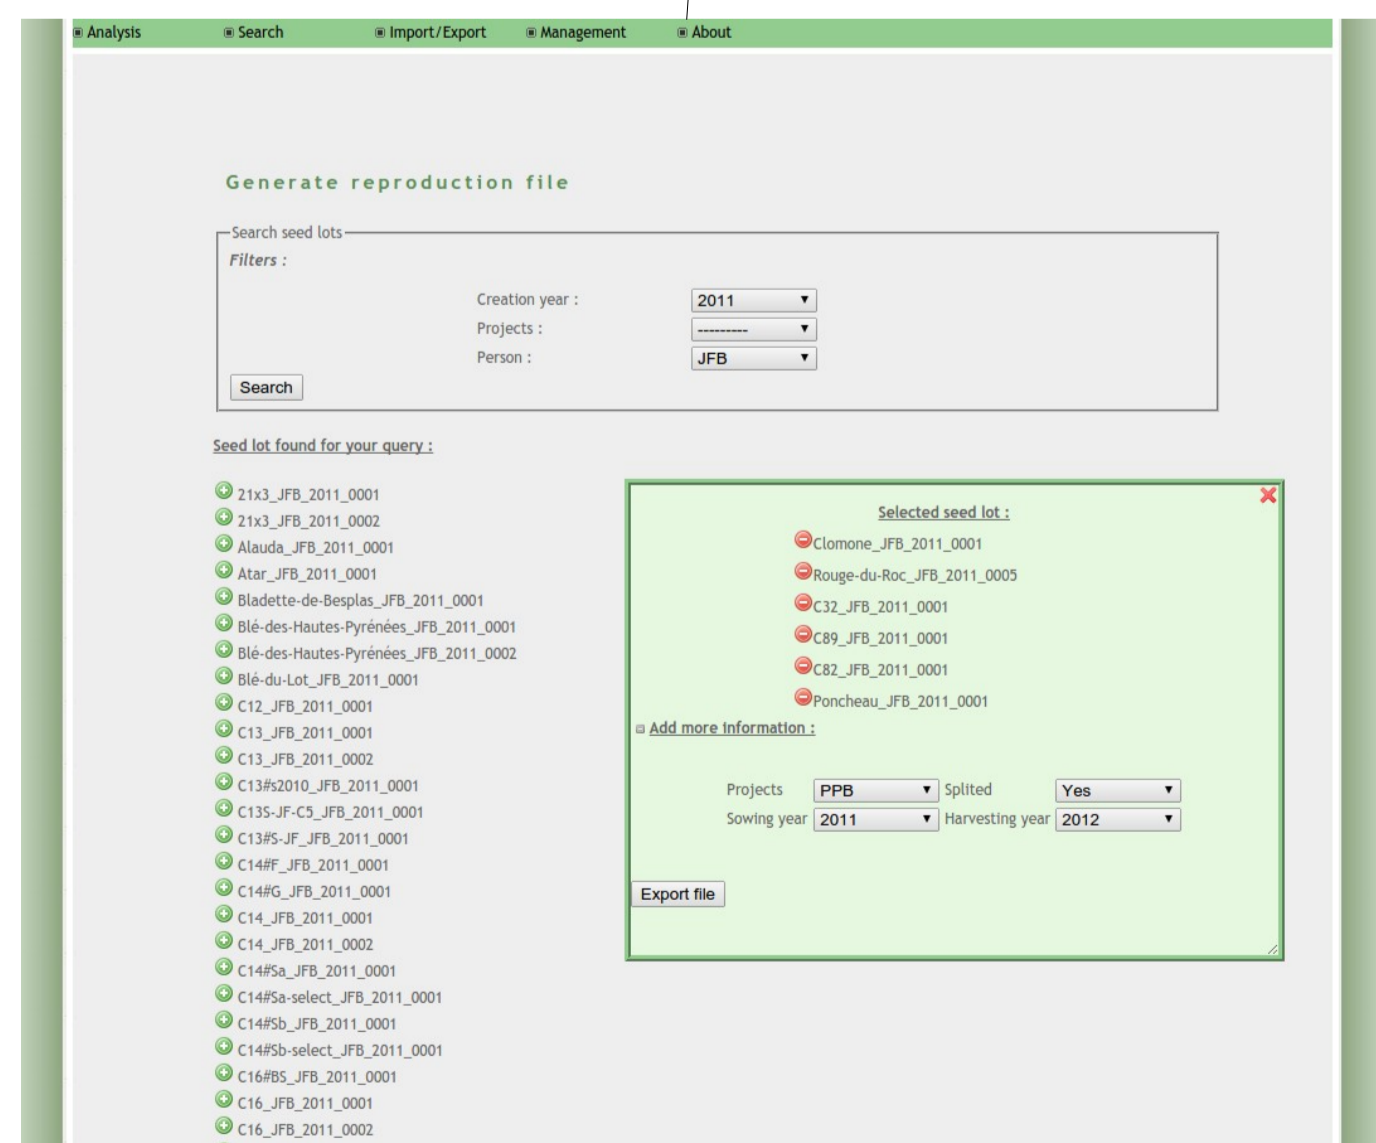 Analysis Search Import/Export Management About
Generate reproduction file
Search seed lots
Filters :
Creation year : 2011
Projects : ---------
Person : JFB
Search
Seed lot found for your query :
21x3_JFB_2011_0001
21x3_JFB_2011_0002
Alauda_JFB_2011_0001
Atar_JFB_2011_0001
Bladette-de-Besplas_JFB_2011_0001
Blé-des-Hautes-Pyrénées_JFB_2011_0001
Blé-des-Hautes-Pyrénées_JFB_2011_0002
Blé-du-Lot_JFB_2011_0001
C12_JFB_2011_0001
C13_JFB_2011_0001
C13_JFB_2011_0002
C13#s2010_JFB_2011_0001
C13S-JF-C5_JFB_2011_0001
C13#S-JF_JFB_2011_0001
C14#F_JFB_2011_0001
C14#G_JFB_2011_0001
C14_JFB_2011_0001
C14_JFB_2011_0002
C14#Sa_JFB_2011_0001
C14#Sa-select_JFB_2011_0001
C14#Sb_JFB_2011_0001
C14#Sb-select_JFB_2011_0001
C16#BS_JFB_2011_0001
C16_JFB_2011_0001
C16_JFB_2011_0002
Selected seed lot :
Clomone_JFB_2011_0001
Rouge-du-Roc_JFB_2011_0005
C32_JFB_2011_0001
C89_JFB_2011_0001
C82_JFB_2011_0001
Poncheau_JFB_2011_0001
Add more information :
Projects PPB Splited Yes
Sowing year 2011 Harvesting year 2012
Export file